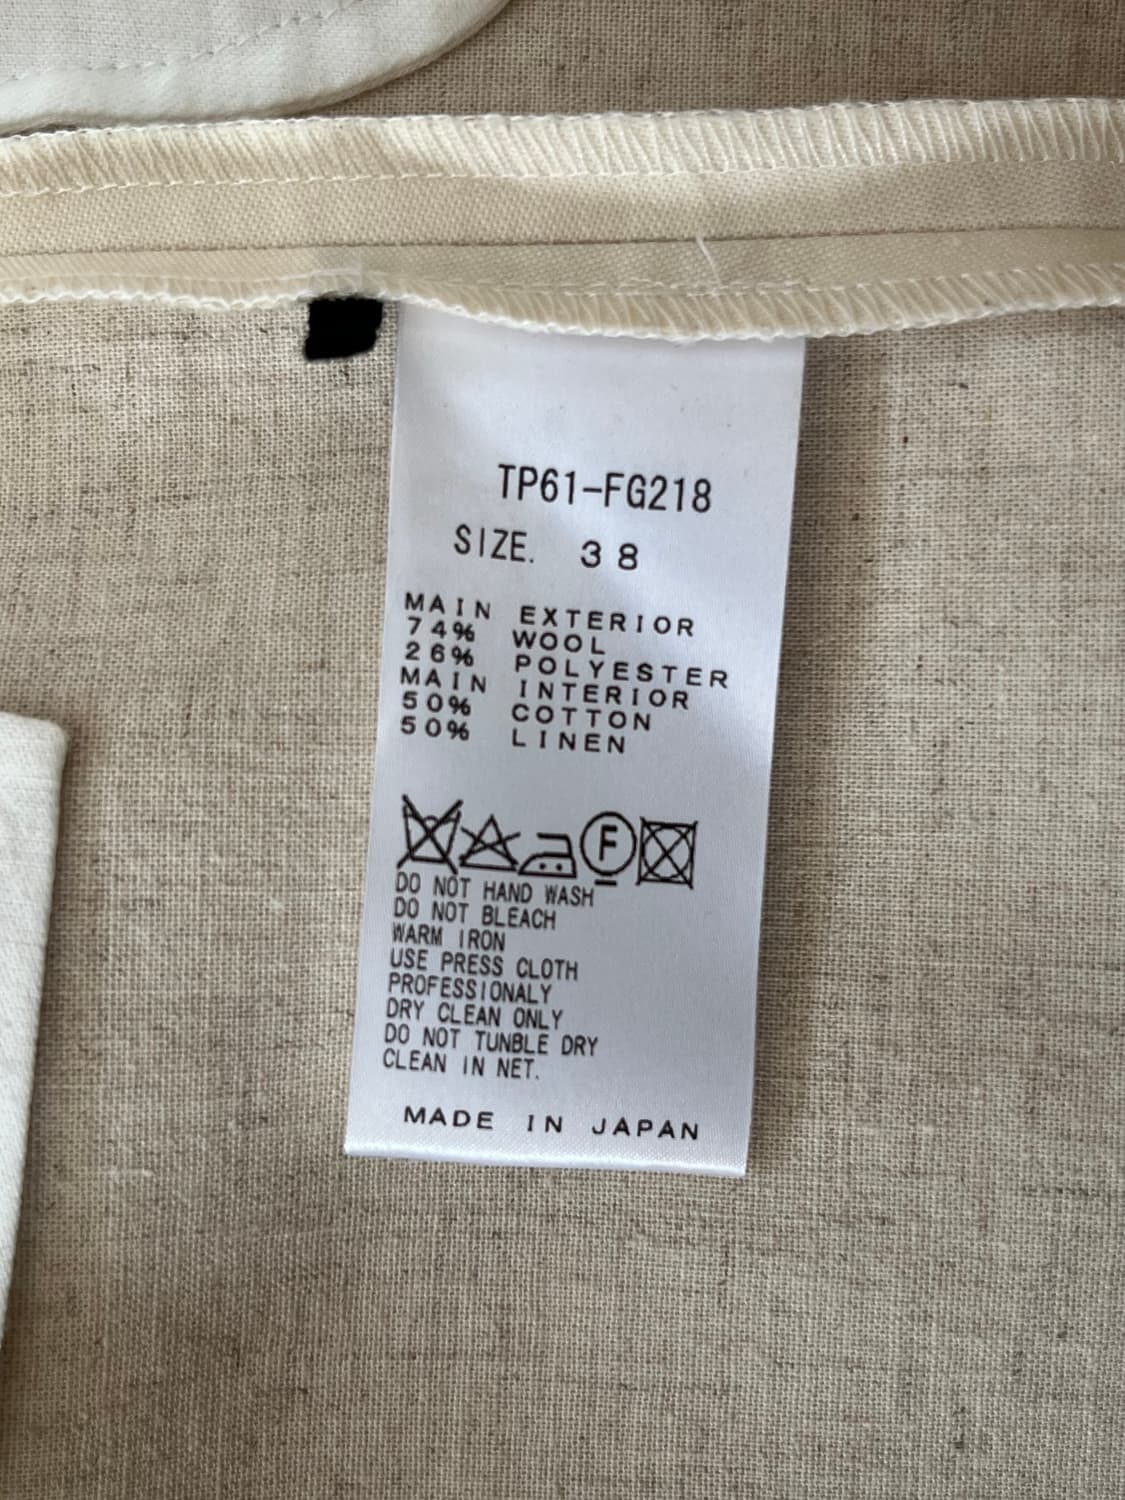 TP61-FG218
SIZE. 38
MAIN EXTERIOR
74% WOOL
26% POLYESTER
MAIN INTERIOR
50% COTTON
50% LINEN
F
DO NOT HAND WASH
DO NOT BLEACH
WARM IRON
USE PRESS CLOTH
PROFESSIONALY
DRY CLEAN ONLY
DO NOT TUNBLE DRY
CLEAN IN NET.
MADE IN JAPAN